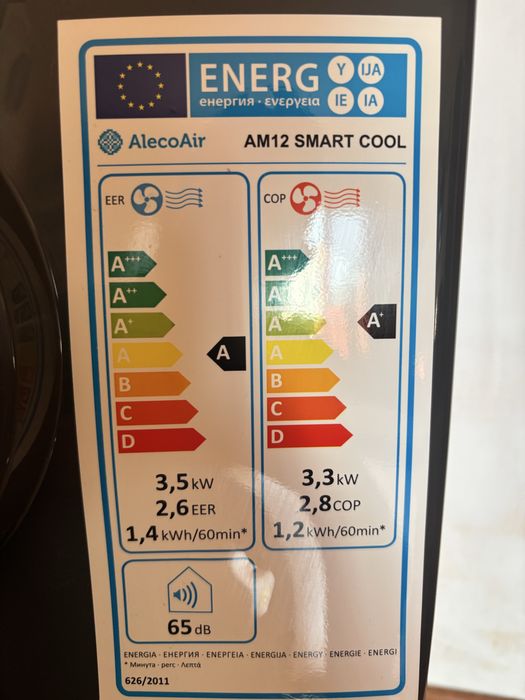 ENERG Y IJA
енергия · ενεργεια IE IA
AlecoAir AM12 SMART COOL
EER
COP
A+++
A++
A+
A
B
C
D
A
A+++
A++
A+
A
B
C
D
A+
3,5 kW
2,6 EER
1,4 kWh/60min*
3,3 kW
2,8 COP
1,2 kWh/60min*
65 dB
ENERGIA · ЕНЕРГИЯ · ΕΝΕΡΓΕΙΑ · ENERGIJA · ENERGY · ENERGIE · ENERGI
* Минута · perc · Λεπτά
626/2011